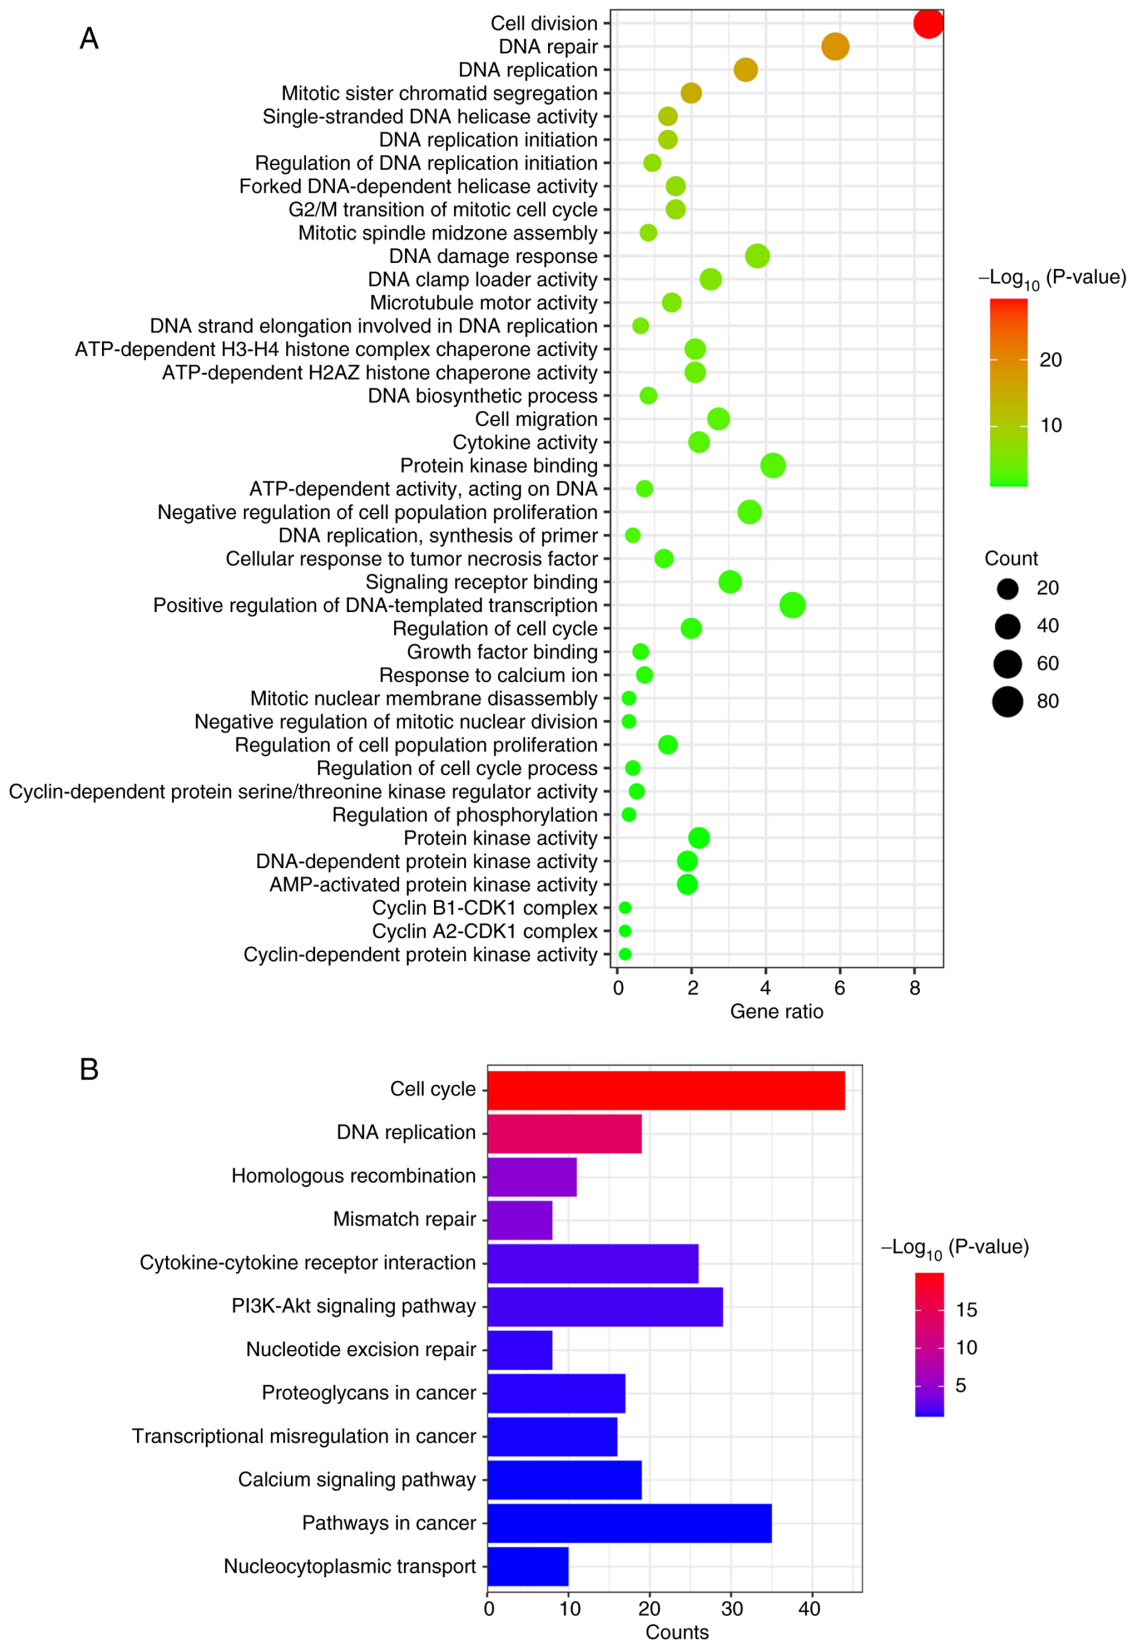 A
Cell division
DNA repair
DNA replication
Mitotic sister chromatid segregation
Single-stranded DNA helicase activity
DNA replication initiation
Regulation of DNA replication initiation
Forked DNA-dependent helicase activity
G2/M transition of mitotic cell cycle
Mitotic spindle midzone assembly
DNA damage response
DNA clamp loader activity
Microtubule motor activity
DNA strand elongation involved in DNA replication
ATP-dependent H3-H4 histone complex chaperone activity
ATP-dependent H2AZ histone chaperone activity
DNA biosynthetic process
Cell migration
Cytokine activity
Protein kinase binding
ATP-dependent activity, acting on DNA
Negative regulation of cell population proliferation
DNA replication, synthesis of primer
Cellular response to tumor necrosis factor
Signaling receptor binding
Positive regulation of DNA-templated transcription
Regulation of cell cycle
Growth factor binding
Response to calcium ion
Mitotic nuclear membrane disassembly
Negative regulation of mitotic nuclear division
Regulation of cell population proliferation
Regulation of cell cycle process
Cyclin-dependent protein serine/threonine kinase regulator activity
Regulation of phosphorylation
Protein kinase activity
DNA-dependent protein kinase activity
AMP-activated protein kinase activity
Cyclin B1-CDK1 complex
Cyclin A2-CDK1 complex
Cyclin-dependent protein kinase activity
0 2 4 6 8
Gene ratio
−Log10 (P-value)
20
10
Count
20
40
60
80
B
Cell cycle
DNA replication
Homologous recombination
Mismatch repair
Cytokine-cytokine receptor interaction
PI3K-Akt signaling pathway
Nucleotide excision repair
Proteoglycans in cancer
Transcriptional misregulation in cancer
Calcium signaling pathway
Pathways in cancer
Nucleocytoplasmic transport
0 10 20 30 40
Counts
−Log10 (P-value)
15
10
5